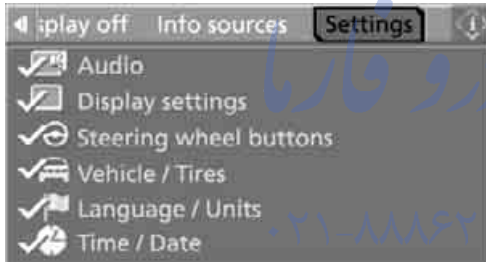 splay off Info sources Settings
Audio
Display settings
Steering wheel buttons
Vehicle / Tires
Language / Units
Time / Date